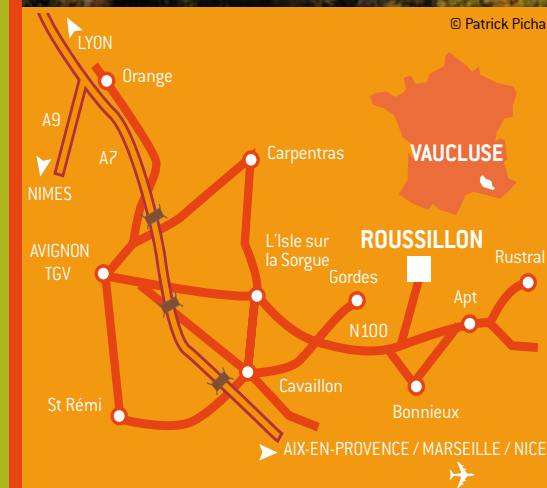 © Patrick Picha
LYON
Orange
A9
A7
NIMES
Carpentras
VAUCLUSE
AVIGNON
TGV
L'Isle sur
la Sorgue
ROUSSILLON
Gordes
Rustral
Apt
N100
Cavaillon
St Rémi
Bonnieux
AIX-EN-PROVENCE / MARSEILLE / NICE